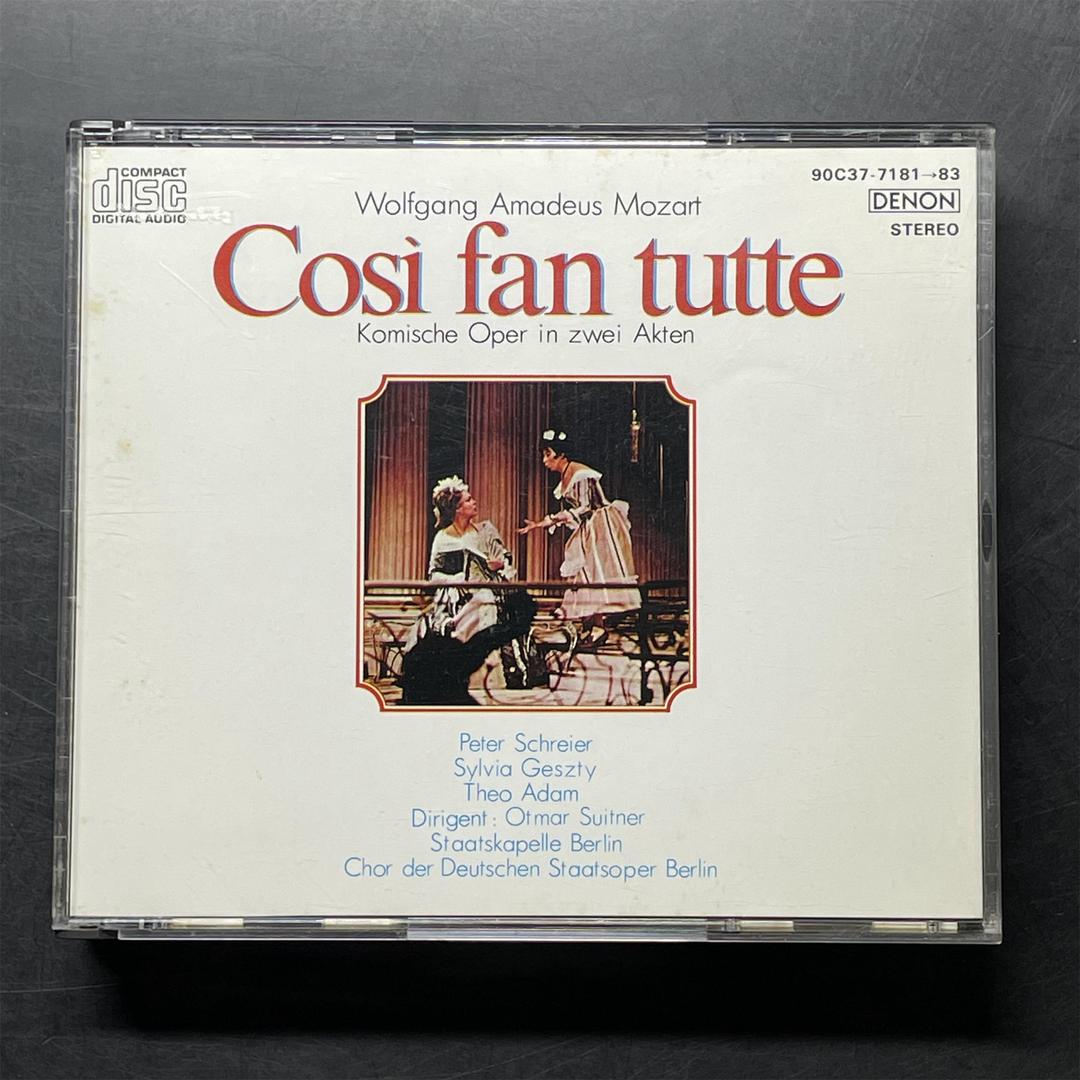 COMPACT
disc
DIGITAL AUDIO
90C37-7181→83
DENON
STEREO
Wolfgang Amadeus Mozart
Così fan tutte
Komische Oper in zwei Akten
Peter Schreier
Sylvia Geszty
Theo Adam
Dirigent: Otmar Suitner
Staatskapelle Berlin
Chor der Deutschen Staatsoper Berlin